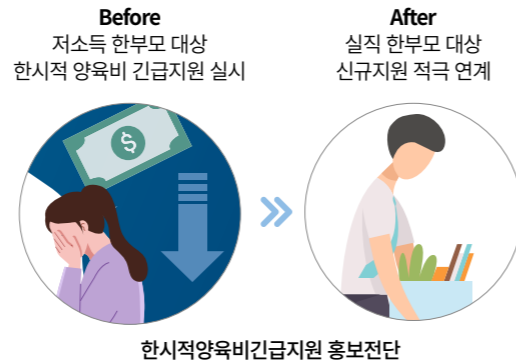 Before
저소득 한부모 대상
한시적 양육비 긴급지원 실시
After
실직 한부모 대상
신규지원 적극 연계
$
한시적양육비긴급지원 홍보전단